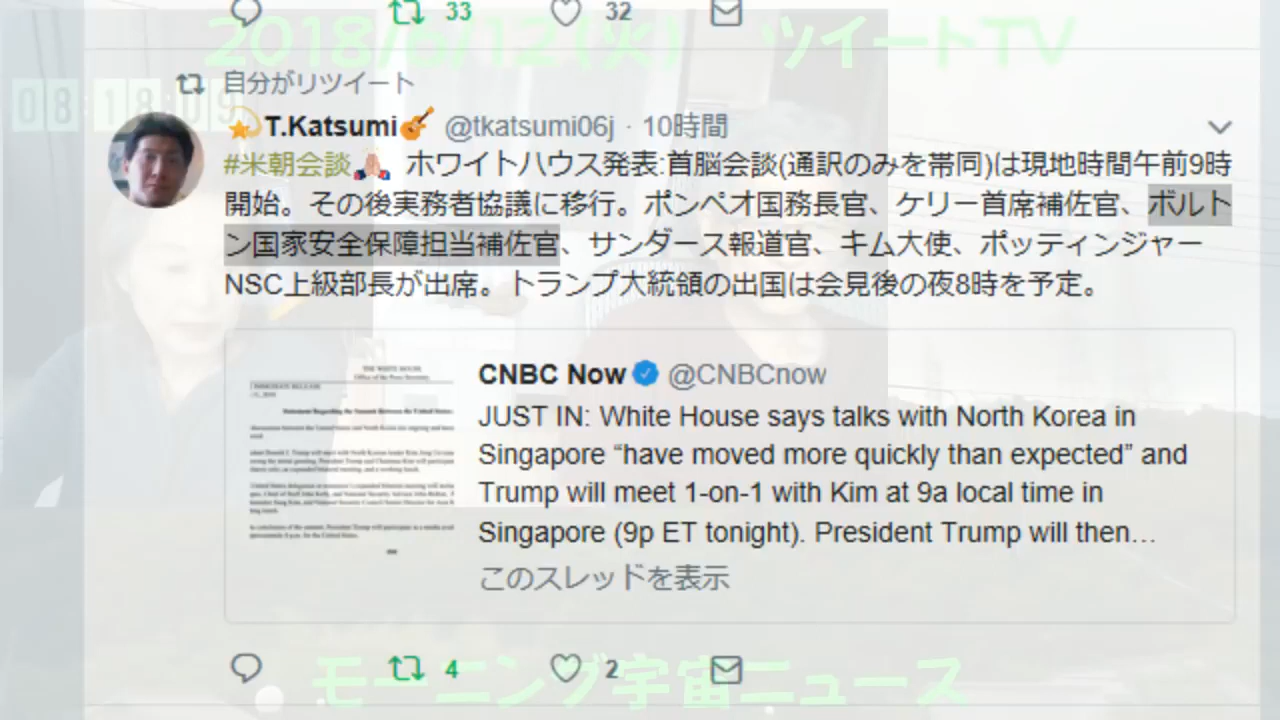 33 32
2018/6/12(火) ツイートTV
自分がリツイート
08:18:09
T.Katsumi @tkatsumi06j · 10時間
#米朝会談 ホワイトハウス発表:首脳会談(通訳のみを帯同)は現地時間午前9時
開始。その後実務者協議に移行。ポンペオ国務長官、ケリー首席補佐官、ボルト
ン国家安全保障担当補佐官、サンダース報道官、キム大使、ポッティンジャー
NSC上級部長が出席。トランプ大統領の出国は会見後の夜8時を予定。
THE WHITE HOUSE
Office of the Press Secretary
CNBC Now @CNBCnow
JUST IN: White House says talks with North Korea in
Singapore “have moved more quickly than expected” and
Trump will meet 1-on-1 with Kim at 9a local time in
Singapore (9p ET tonight). President Trump will then…
このスレッドを表示
4 2
モーニング宇宙ニュース